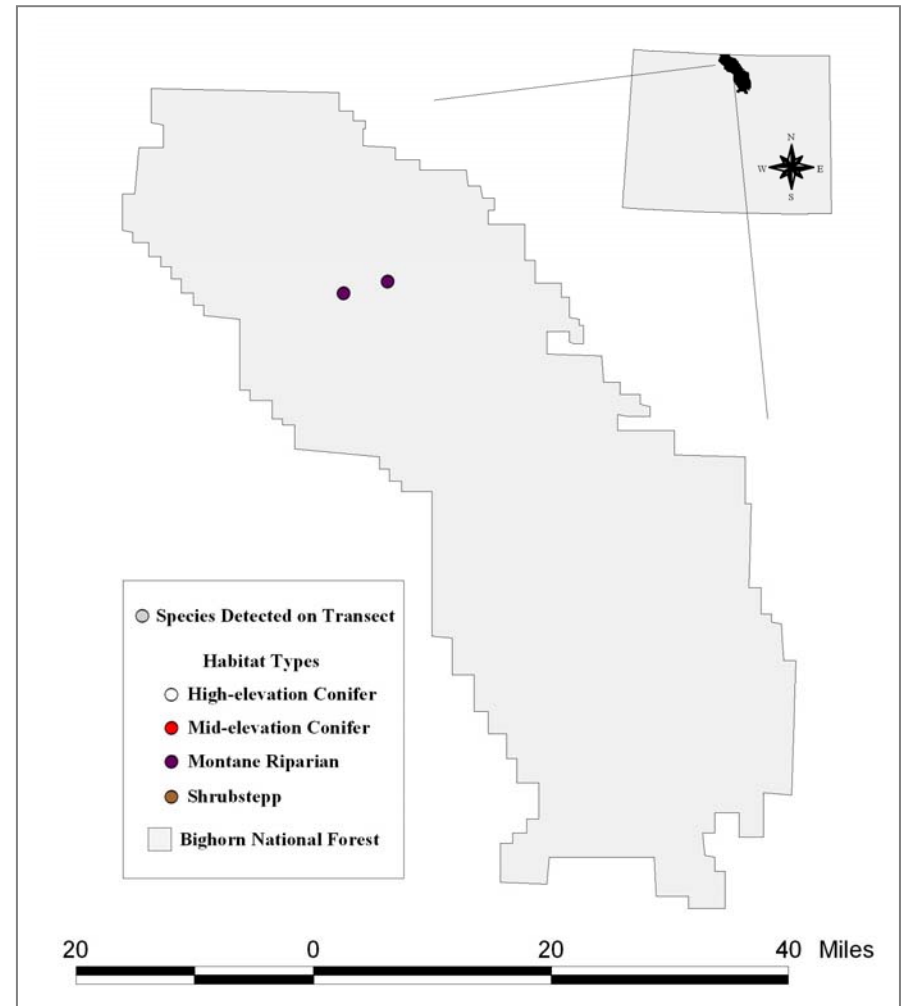 N
W E
S
Species Detected on Transect
Habitat Types
High-elevation Conifer
Mid-elevation Conifer
Montane Riparian
Shrubstepp
Bighorn National Forest
20 0 20 40 Miles